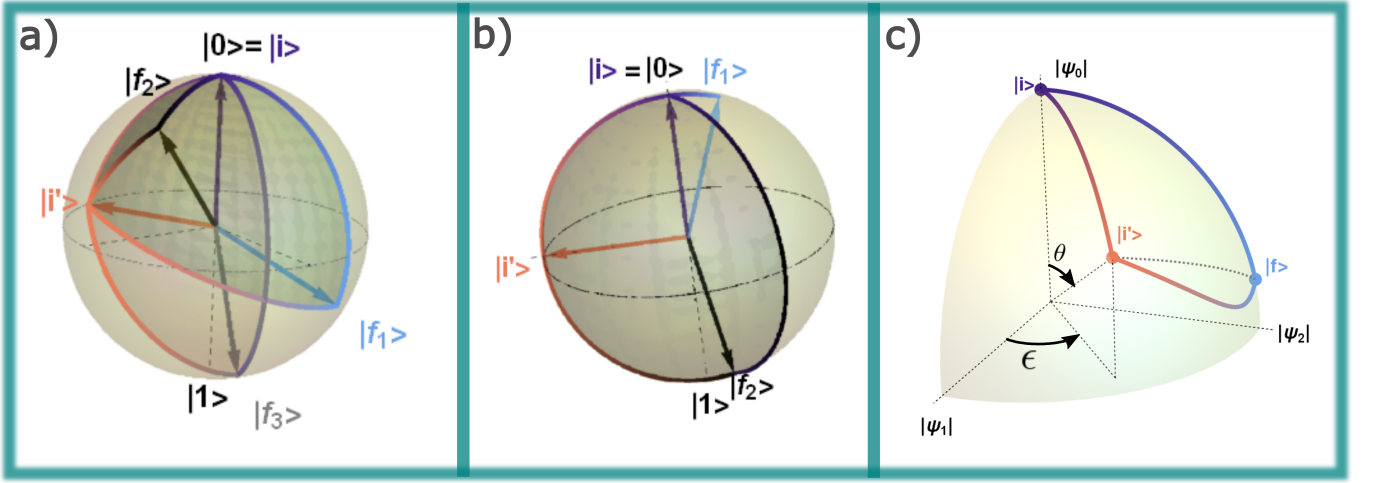 a)
|0>= |i>
|f₂>
|i'>
|f₁>
|1>
|f₃>
b)
|i> =|0>
|f₁>
|i'>
|1>
|f₂>
c)
|i>
|ψ₀|
|i'>
θ
|f>
|ψ₂|
ϵ
|ψ₁|